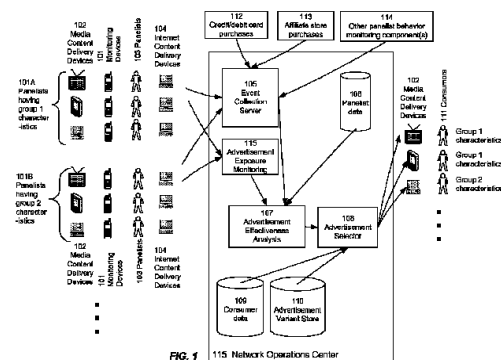 112
Credit/debit card
purchases
113
Affiliate store
purchases
114
Other panelist behavior
monitoring component(s)
102
Media
Content
Delivery
Devices
101
Monitoring
Devices
103 Panelists
104
Internet
Content
Delivery
Devices
101A
Panelists
having
group 1
character
-istics
105
Event
Collection
Server
106
Panelist
data
102
Media
Content
Delivery
Devices
111 Consumers
Group 1
characteristics
Group 1
characteristics
Group 2
characteristics
115
Advertisement
Exposure
Monitoring
101B
Panelists
having
group 2
character
-istics
107
Advertisement
Effectiveness
Analysis
108
Advertisement
Selector
102
Media
Content
Delivery
Devices
101
Monitoring
Devices
103 Panelists
104
Internet
Content
Delivery
Devices
109
Consumer
data
110
Advertisement
Variant Store
FIG. 1
115 Network Operations Center